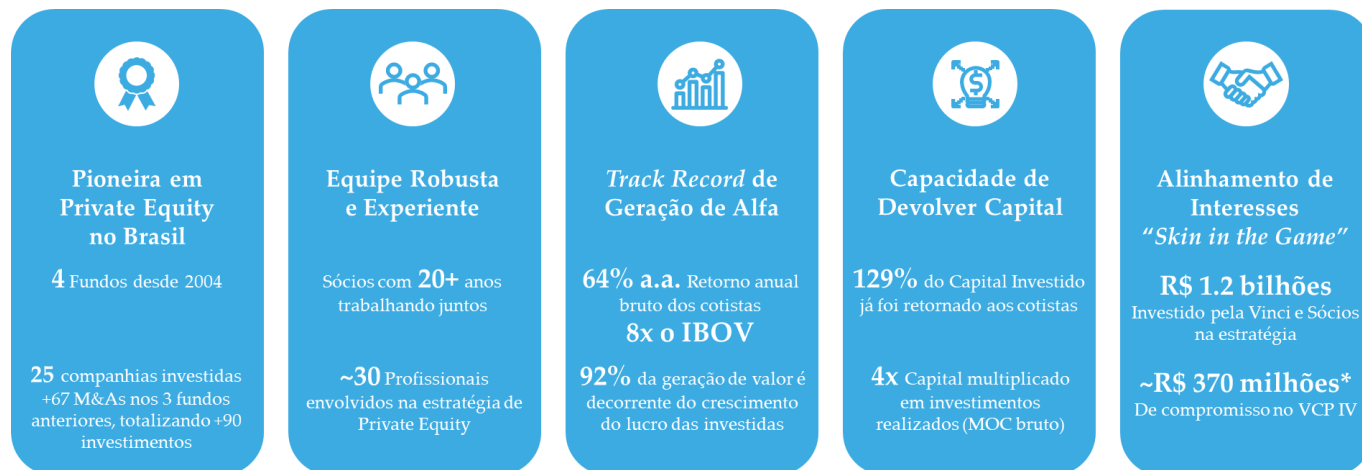 Pioneira em
Private Equity
no Brasil
4 Fundos desde 2004
25 companhias investidas
+67 M&As nos 3 fundos
anteriores, totalizando +90
investimentos
Equipe Robusta
e Experiente
Sócios com 20+ anos
trabalhando juntos
~30 Profissionais
envolvidos na estratégia de
Private Equity
Track Record de
Geração de Alfa
64% a.a. Retorno anual
bruto dos cotistas
8x o IBOV
92% da geração de valor é
decorrente do crescimento
do lucro das investidas
Capacidade de
Devolver Capital
129% do Capital Investido
já foi retornado aos cotistas
4x Capital multiplicado
em investimentos
realizados (MOC bruto)
Alinhamento de
Interesses
“Skin in the Game”
R$ 1.2 bilhões
Investido pela Vinci e Sócios
na estratégia
~R$ 370 milhões*
De compromisso no VCP IV